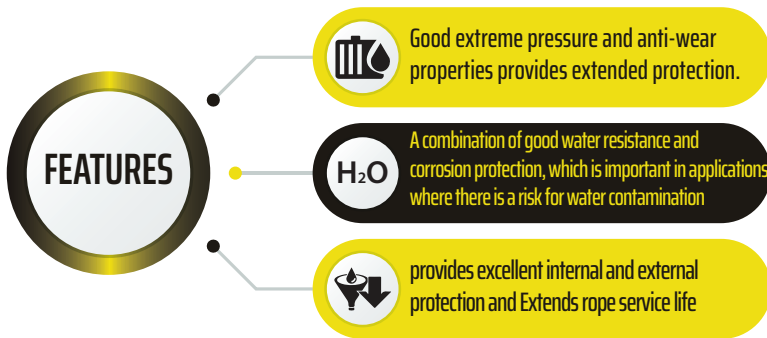 FEATURES
Good extreme pressure and anti-wear
properties provides extended protection.
H₂O
A combination of good water resistance and
corrosion protection, which is important in applications
where there is a risk for water contamination
provides excellent internal and external
protection and Extends rope service life